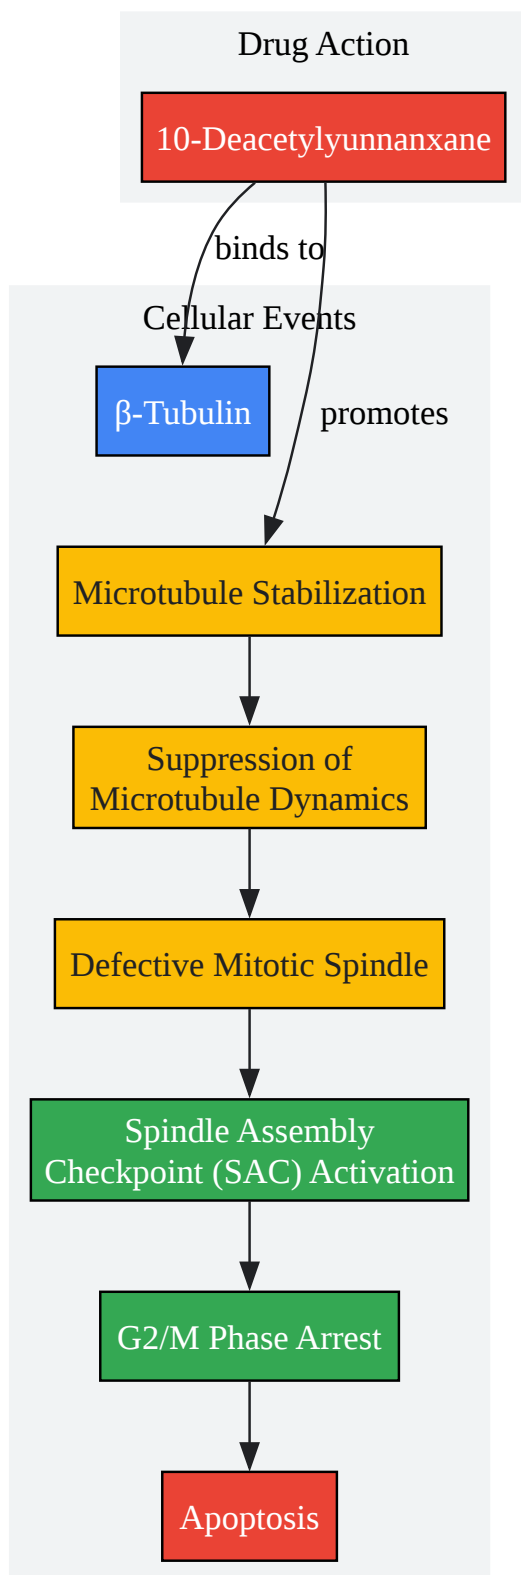 Drug Action
10-Deacetylyunnanxane
binds to
Cellular Events
β-Tubulin
promotes
Microtubule Stabilization
Suppression of
Microtubule Dynamics
Defective Mitotic Spindle
Spindle Assembly
Checkpoint (SAC) Activation
G2/M Phase Arrest
Apoptosis